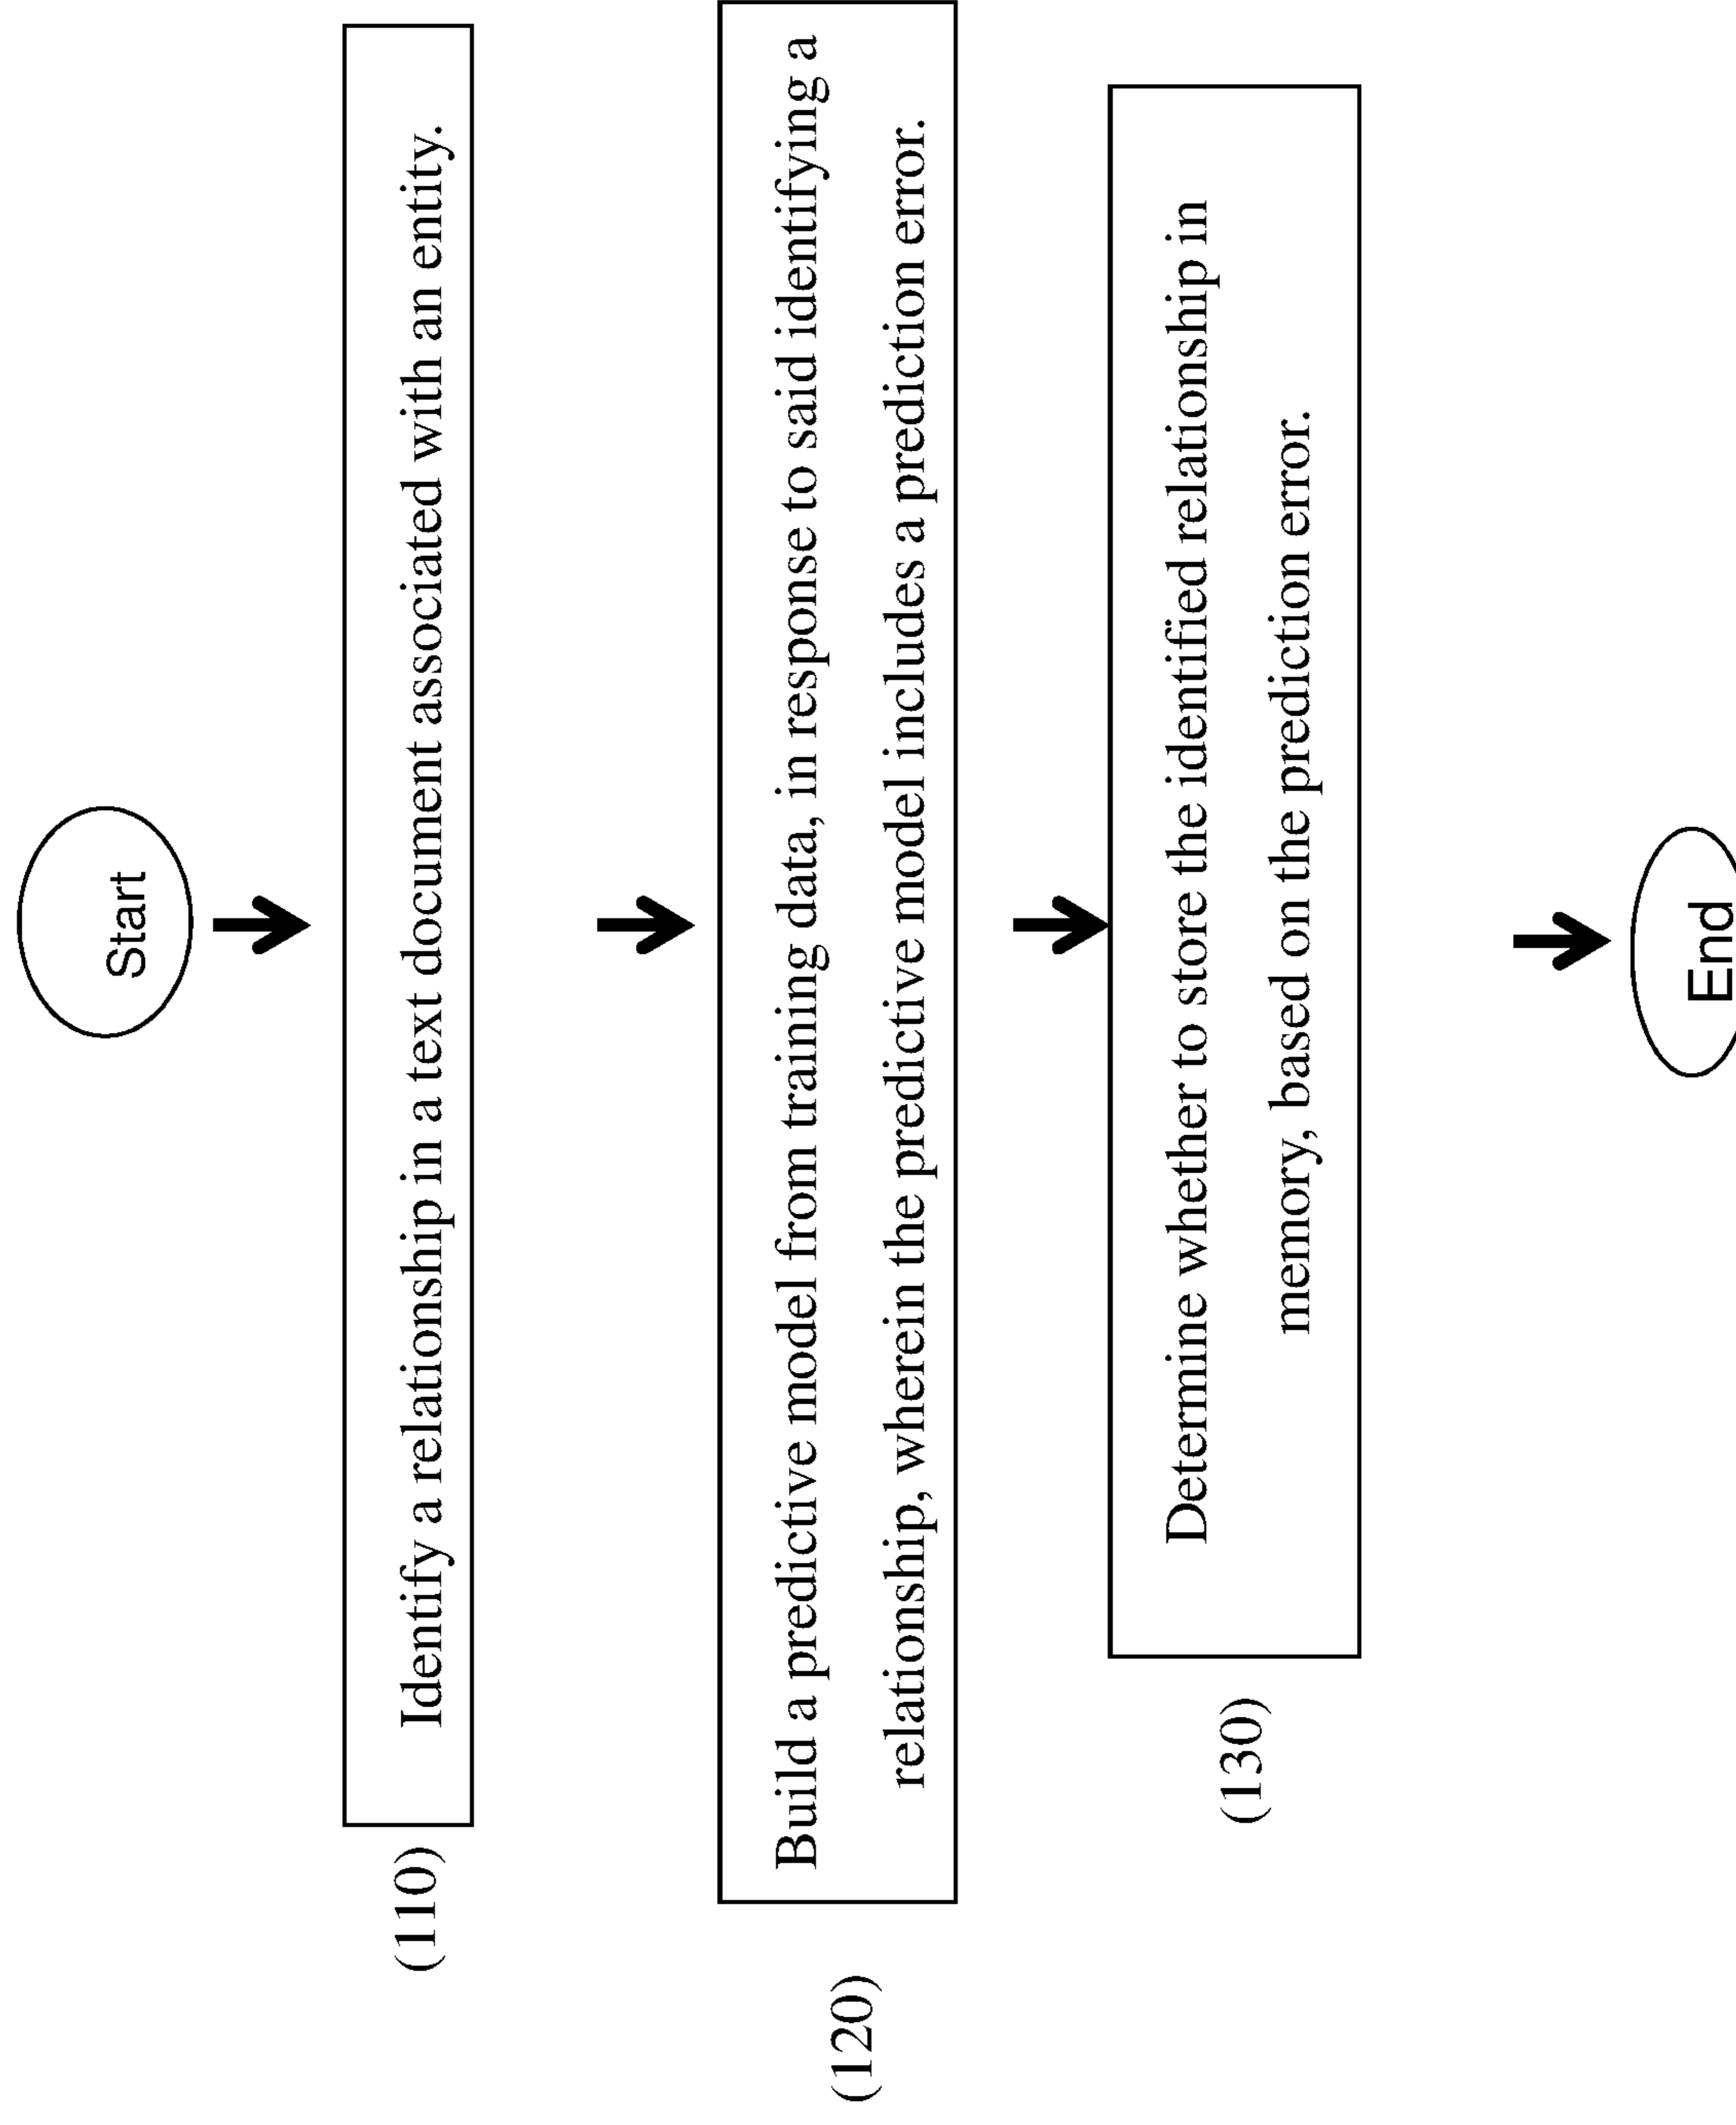 Start
(110)
Identify a relationship in a text document associated with an entity.
(120)
Build a predictive model from training data, in response to said identifying a
relationship, wherein the predictive model includes a prediction error.
(130)
Determine whether to store the identified relationship in
memory, based on the prediction error.
End